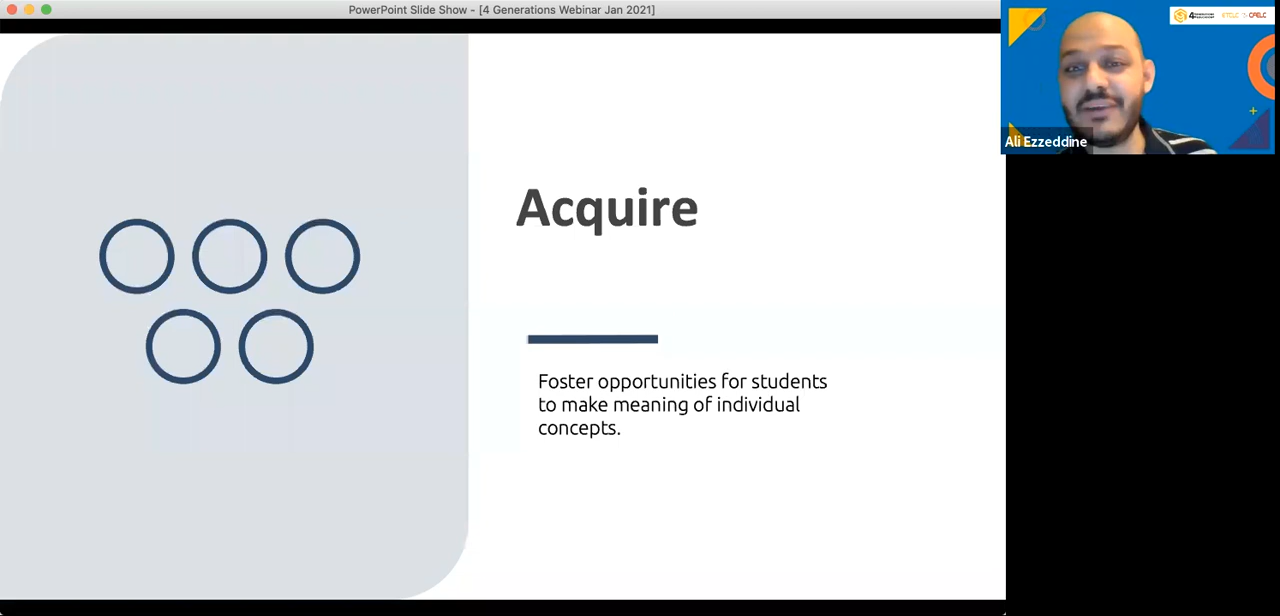 PowerPoint Slide Show - [4 Generations Webinar Jan 2021]
Acquire
Foster opportunities for students
to make meaning of individual
concepts.
Ali Ezzeddine